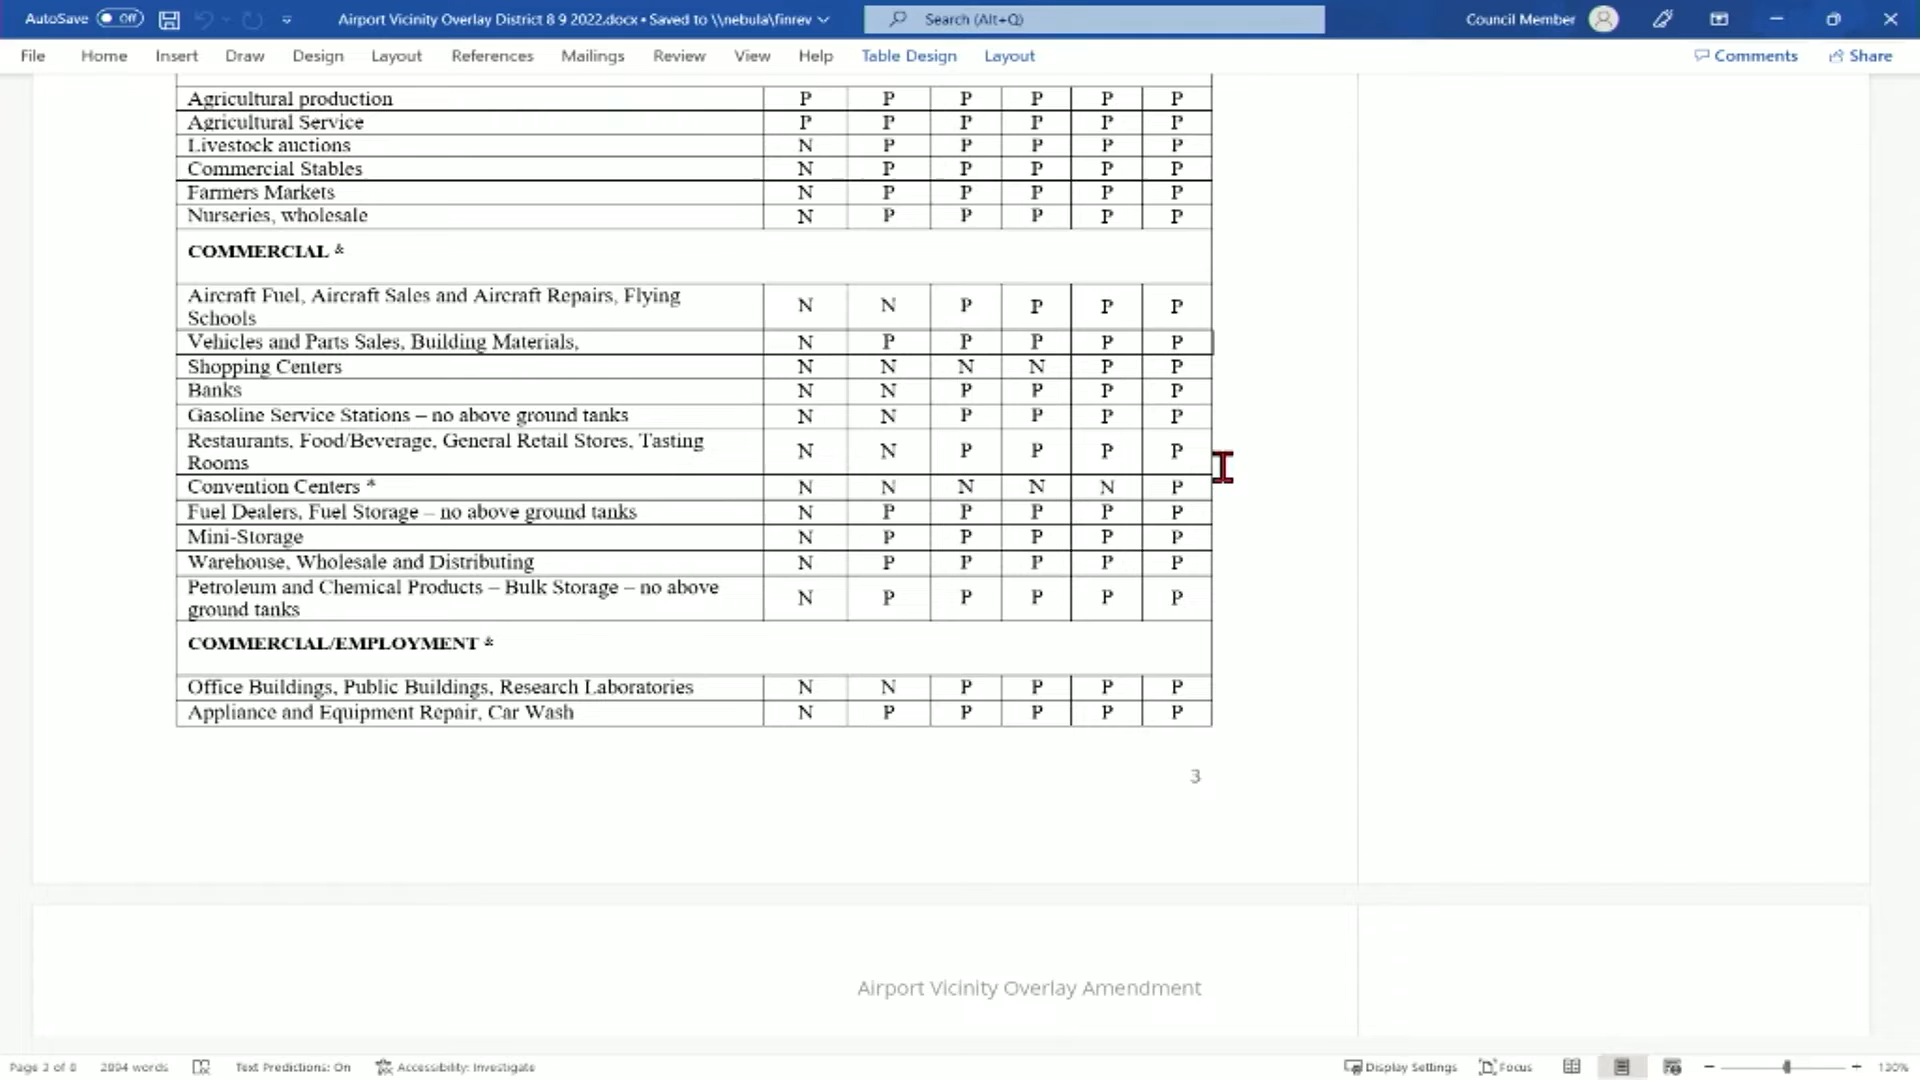 AutoSave Off Airport Vicinity Overlay District 8 9 2022.docx • Saved to \\nebula\finrev Search (Alt+Q) Council Member
File Home Insert Draw Design Layout References Mailings Review View Help Table Design Layout Comments Share
Agricultural production P P P P P P
Agricultural Service P P P P P P
Livestock auctions N P P P P P
Commercial Stables N P P P P P
Farmers Markets N P P P P P
Nurseries, wholesale N P P P P P
COMMERCIAL &
Aircraft Fuel, Aircraft Sales and Aircraft Repairs, Flying
Schools N N P P P P
Vehicles and Parts Sales, Building Materials, N P P P P P
Shopping Centers N N N N P P
Banks N N P P P P
Gasoline Service Stations – no above ground tanks N N P P P P
Restaurants, Food/Beverage, General Retail Stores, Tasting
Rooms N N P P P P
Convention Centers * N N N N N P
Fuel Dealers, Fuel Storage – no above ground tanks N P P P P P
Mini-Storage N P P P P P
Warehouse, Wholesale and Distributing N P P P P P
Petroleum and Chemical Products – Bulk Storage – no above
ground tanks N P P P P P
COMMERCIAL/EMPLOYMENT &
Office Buildings, Public Buildings, Research Laboratories N N P P P P
Appliance and Equipment Repair, Car Wash N P P P P P
3
Airport Vicinity Overlay Amendment
Page 3 of 8 2894 words Text Predictions: On Accessibility: Investigate Display Settings Focus 130%